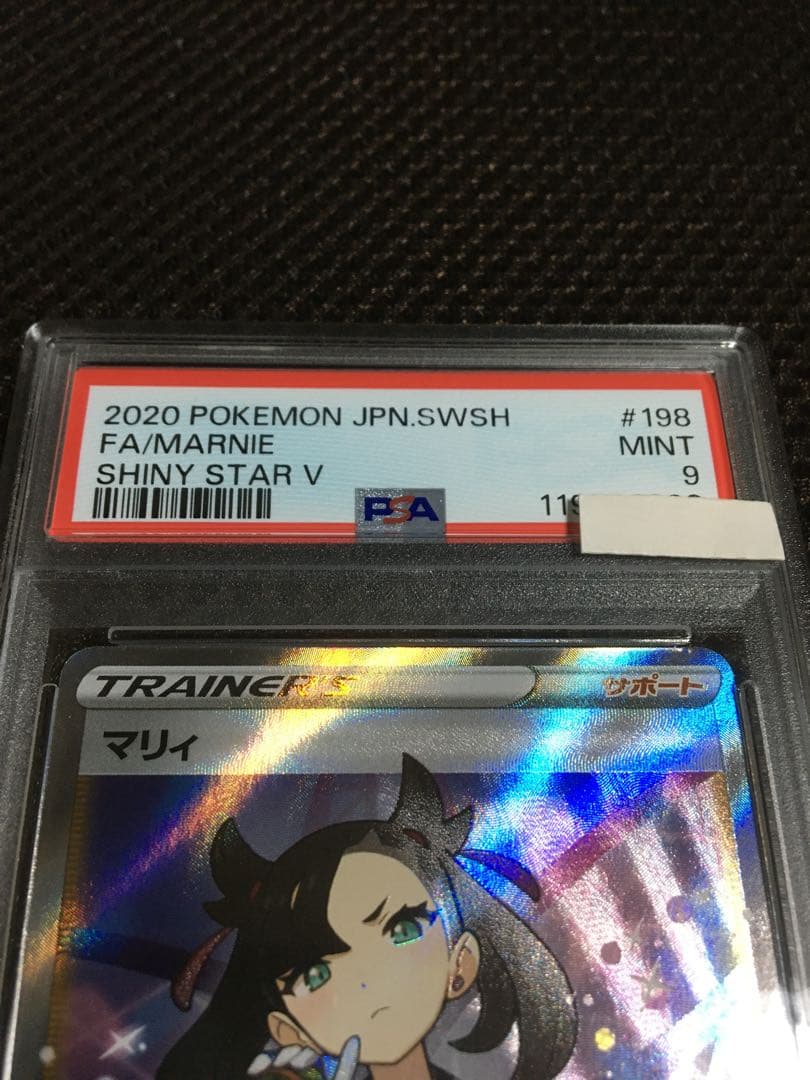 2020 POKEMON JPN.SWSH #198
FA/MARNIE MINT
SHINY STAR V 9
PSA
TRAINER'S サポート
マリィ